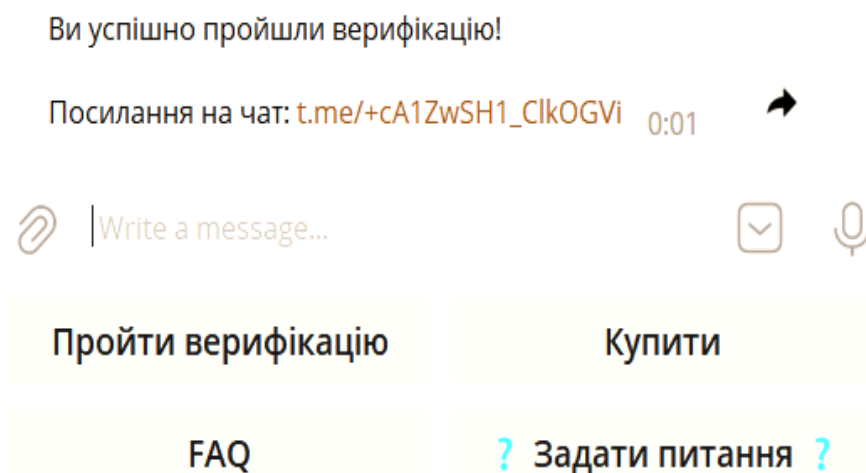 Ви успішно пройшли верифікацію!
Посилання на чат: t.me/+cA1ZwSH1_ClkOGVi 0:01
Write a message...
Пройти верифікацію Купити
FAQ ? Задати питання ?